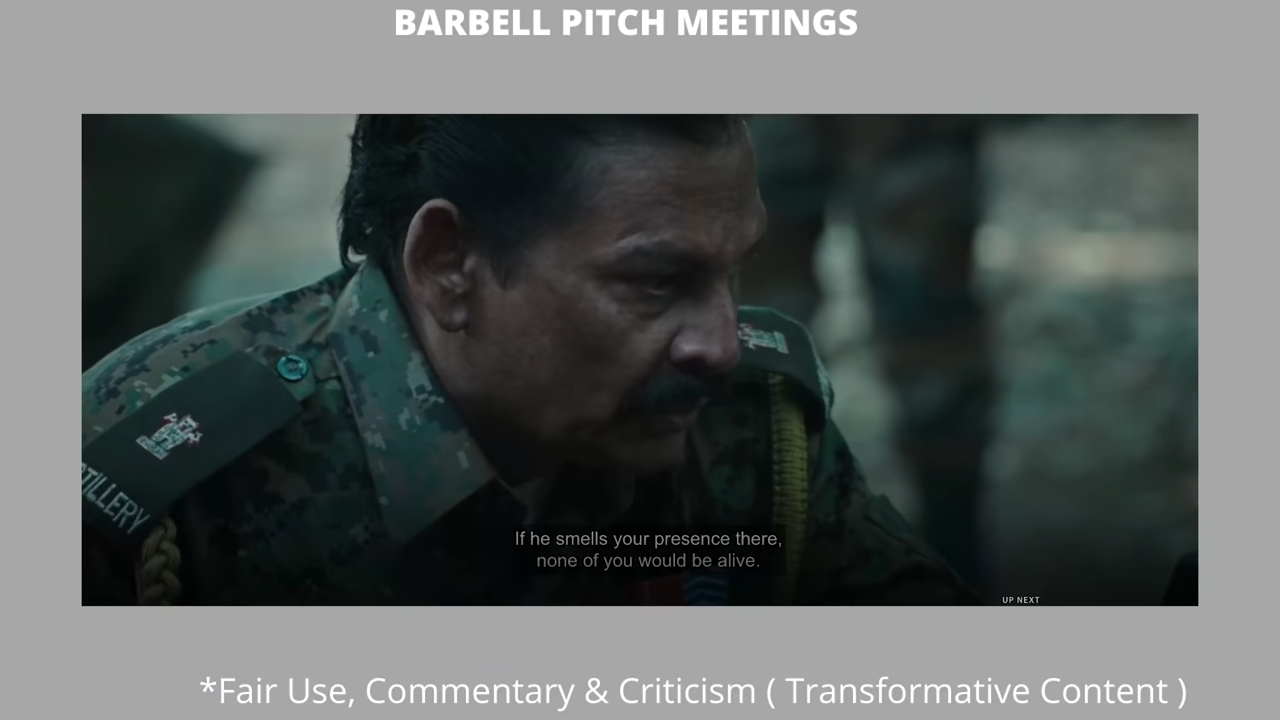 BARBELL PITCH MEETINGS
TILLERY
If he smells your presence there,
none of you would be alive.
UP NEXT
*Fair Use, Commentary & Criticism ( Transformative Content )